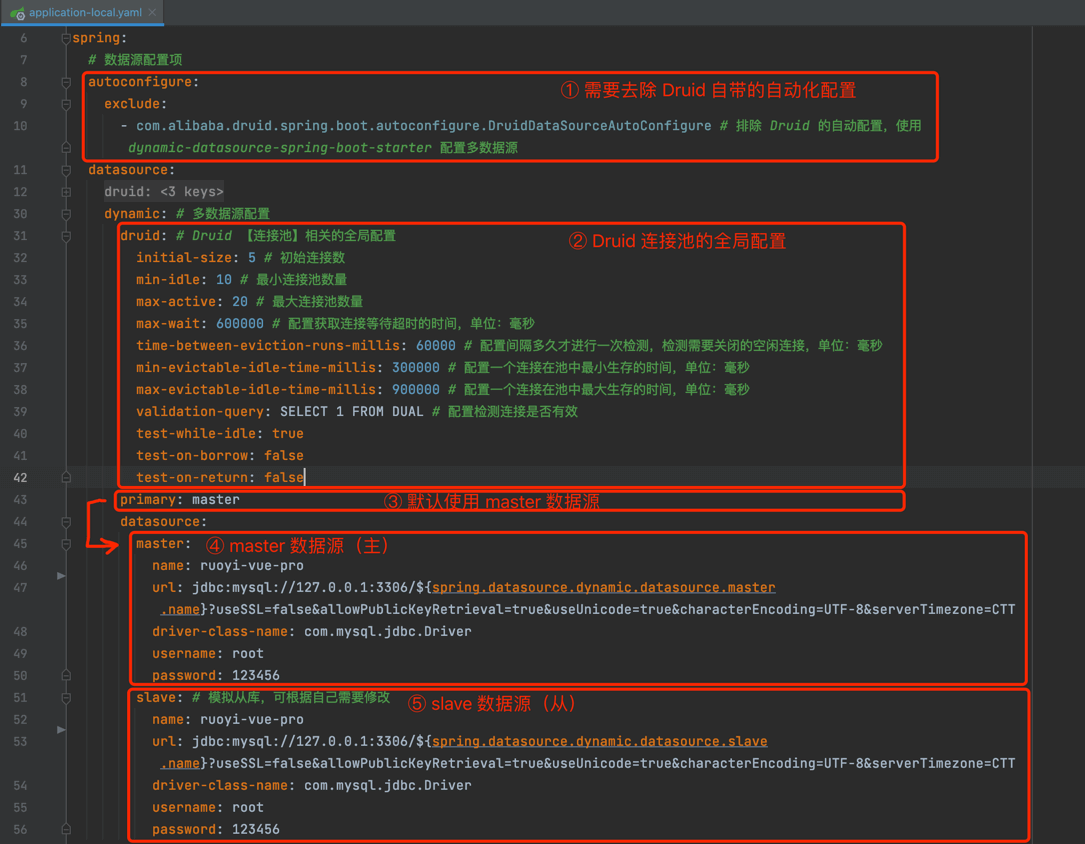 application-local.yaml
6 spring:
7 # 数据源配置项
8 autoconfigure: ① 需要去除 Druid 自带的自动化配置
9 exclude:
10 - com.alibaba.druid.spring.boot.autoconfigure.DruidDataSourceAutoConfigure # 排除 Druid 的自动配置，使用
dynamic-datasource-spring-boot-starter 配置多数据源
11 datasource:
12 druid: <3 keys>
30 dynamic: # 多数据源配置
31 druid: # Druid 【连接池】相关的全局配置 ② Druid 连接池的全局配置
32 initial-size: 5 # 初始连接数
33 min-idle: 10 # 最小连接池数量
34 max-active: 20 # 最大连接池数量
35 max-wait: 600000 # 配置获取连接等待超时的时间，单位：毫秒
36 time-between-eviction-runs-millis: 60000 # 配置间隔多久才进行一次检测，检测需要关闭的空闲连接，单位：毫秒
37 min-evictable-idle-time-millis: 300000 # 配置一个连接在池中最小生存的时间，单位：毫秒
38 max-evictable-idle-time-millis: 900000 # 配置一个连接在池中最大生存的时间，单位：毫秒
39 validation-query: SELECT 1 FROM DUAL # 配置检测连接是否有效
40 test-while-idle: true
41 test-on-borrow: false
42 test-on-return: false
43 primary: master ③ 默认使用 master 数据源
44 datasource:
45 master: ④ master 数据源（主）
46 name: ruoyi-vue-pro
47 url: jdbc:mysql://127.0.0.1:3306/${spring.datasource.dynamic.datasource.master
.name}?useSSL=false&allowPublicKeyRetrieval=true&useUnicode=true&characterEncoding=UTF-8&serverTimezone=CTT
48 driver-class-name: com.mysql.jdbc.Driver
49 username: root
50 password: 123456
51 slave: # 模拟从库，可根据自己需要修改 ⑤ slave 数据源（从）
52 name: ruoyi-vue-pro
53 url: jdbc:mysql://127.0.0.1:3306/${spring.datasource.dynamic.datasource.slave
.name}?useSSL=false&allowPublicKeyRetrieval=true&useUnicode=true&characterEncoding=UTF-8&serverTimezone=CTT
54 driver-class-name: com.mysql.jdbc.Driver
55 username: root
56 password: 123456